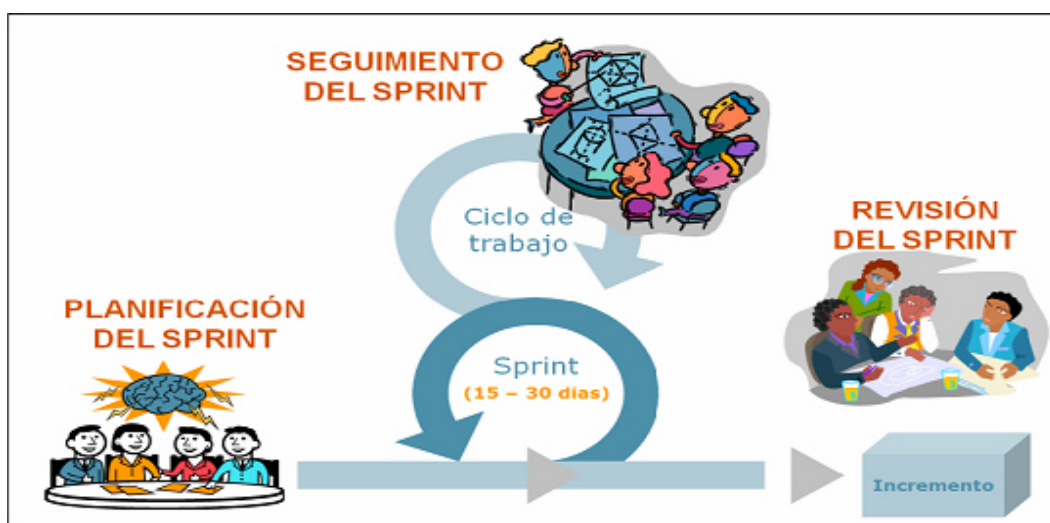 SEGUIMIENTO
DEL SPRINT
Ciclo de
trabajo
REVISIÓN
DEL SPRINT
PLANIFICACIÓN
DEL SPRINT
Sprint
(15 – 30 días)
Incremento